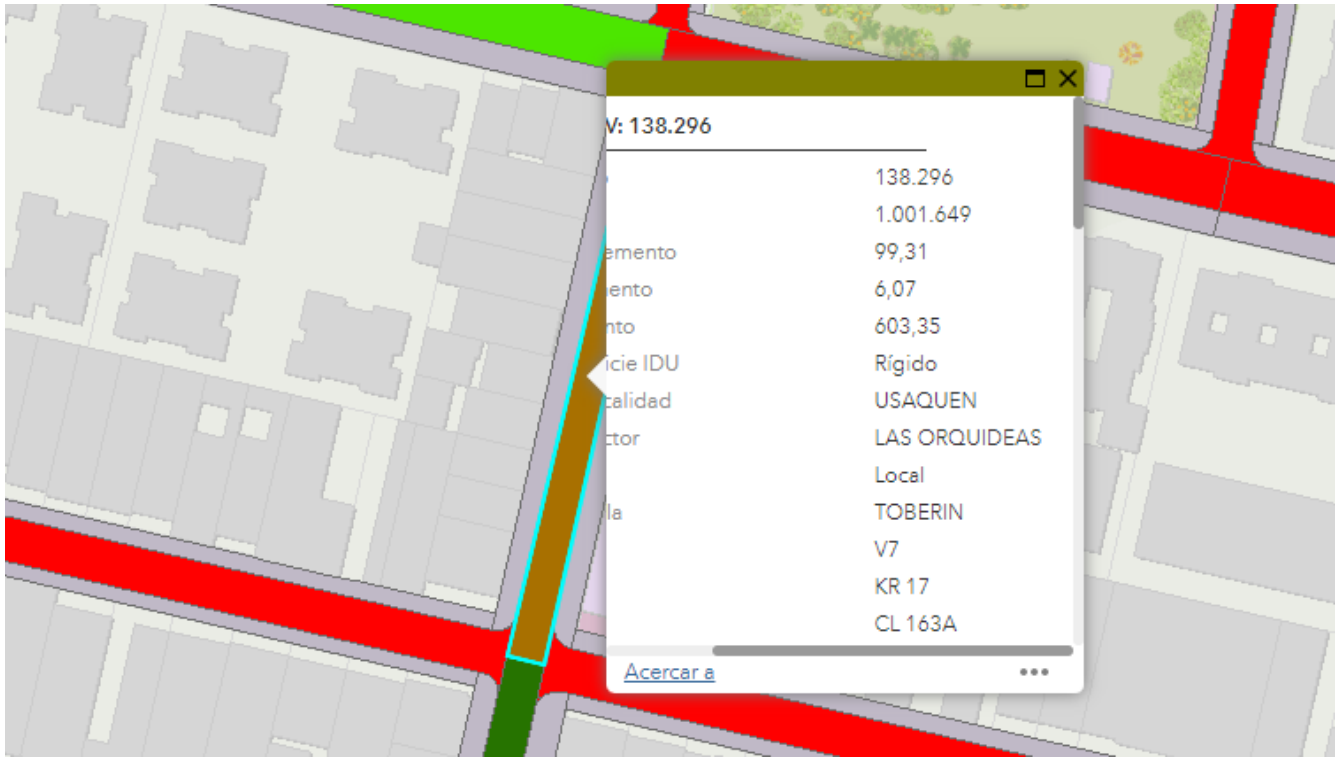 V: 138.296
138.296
1.001.649
emento 99,31
ento 6,07
nto 603,35
icie IDU Rígido
calidad USAQUEN
ctor LAS ORQUIDEAS
Local
la TOBERIN
V7
KR 17
CL 163A
Acercar a